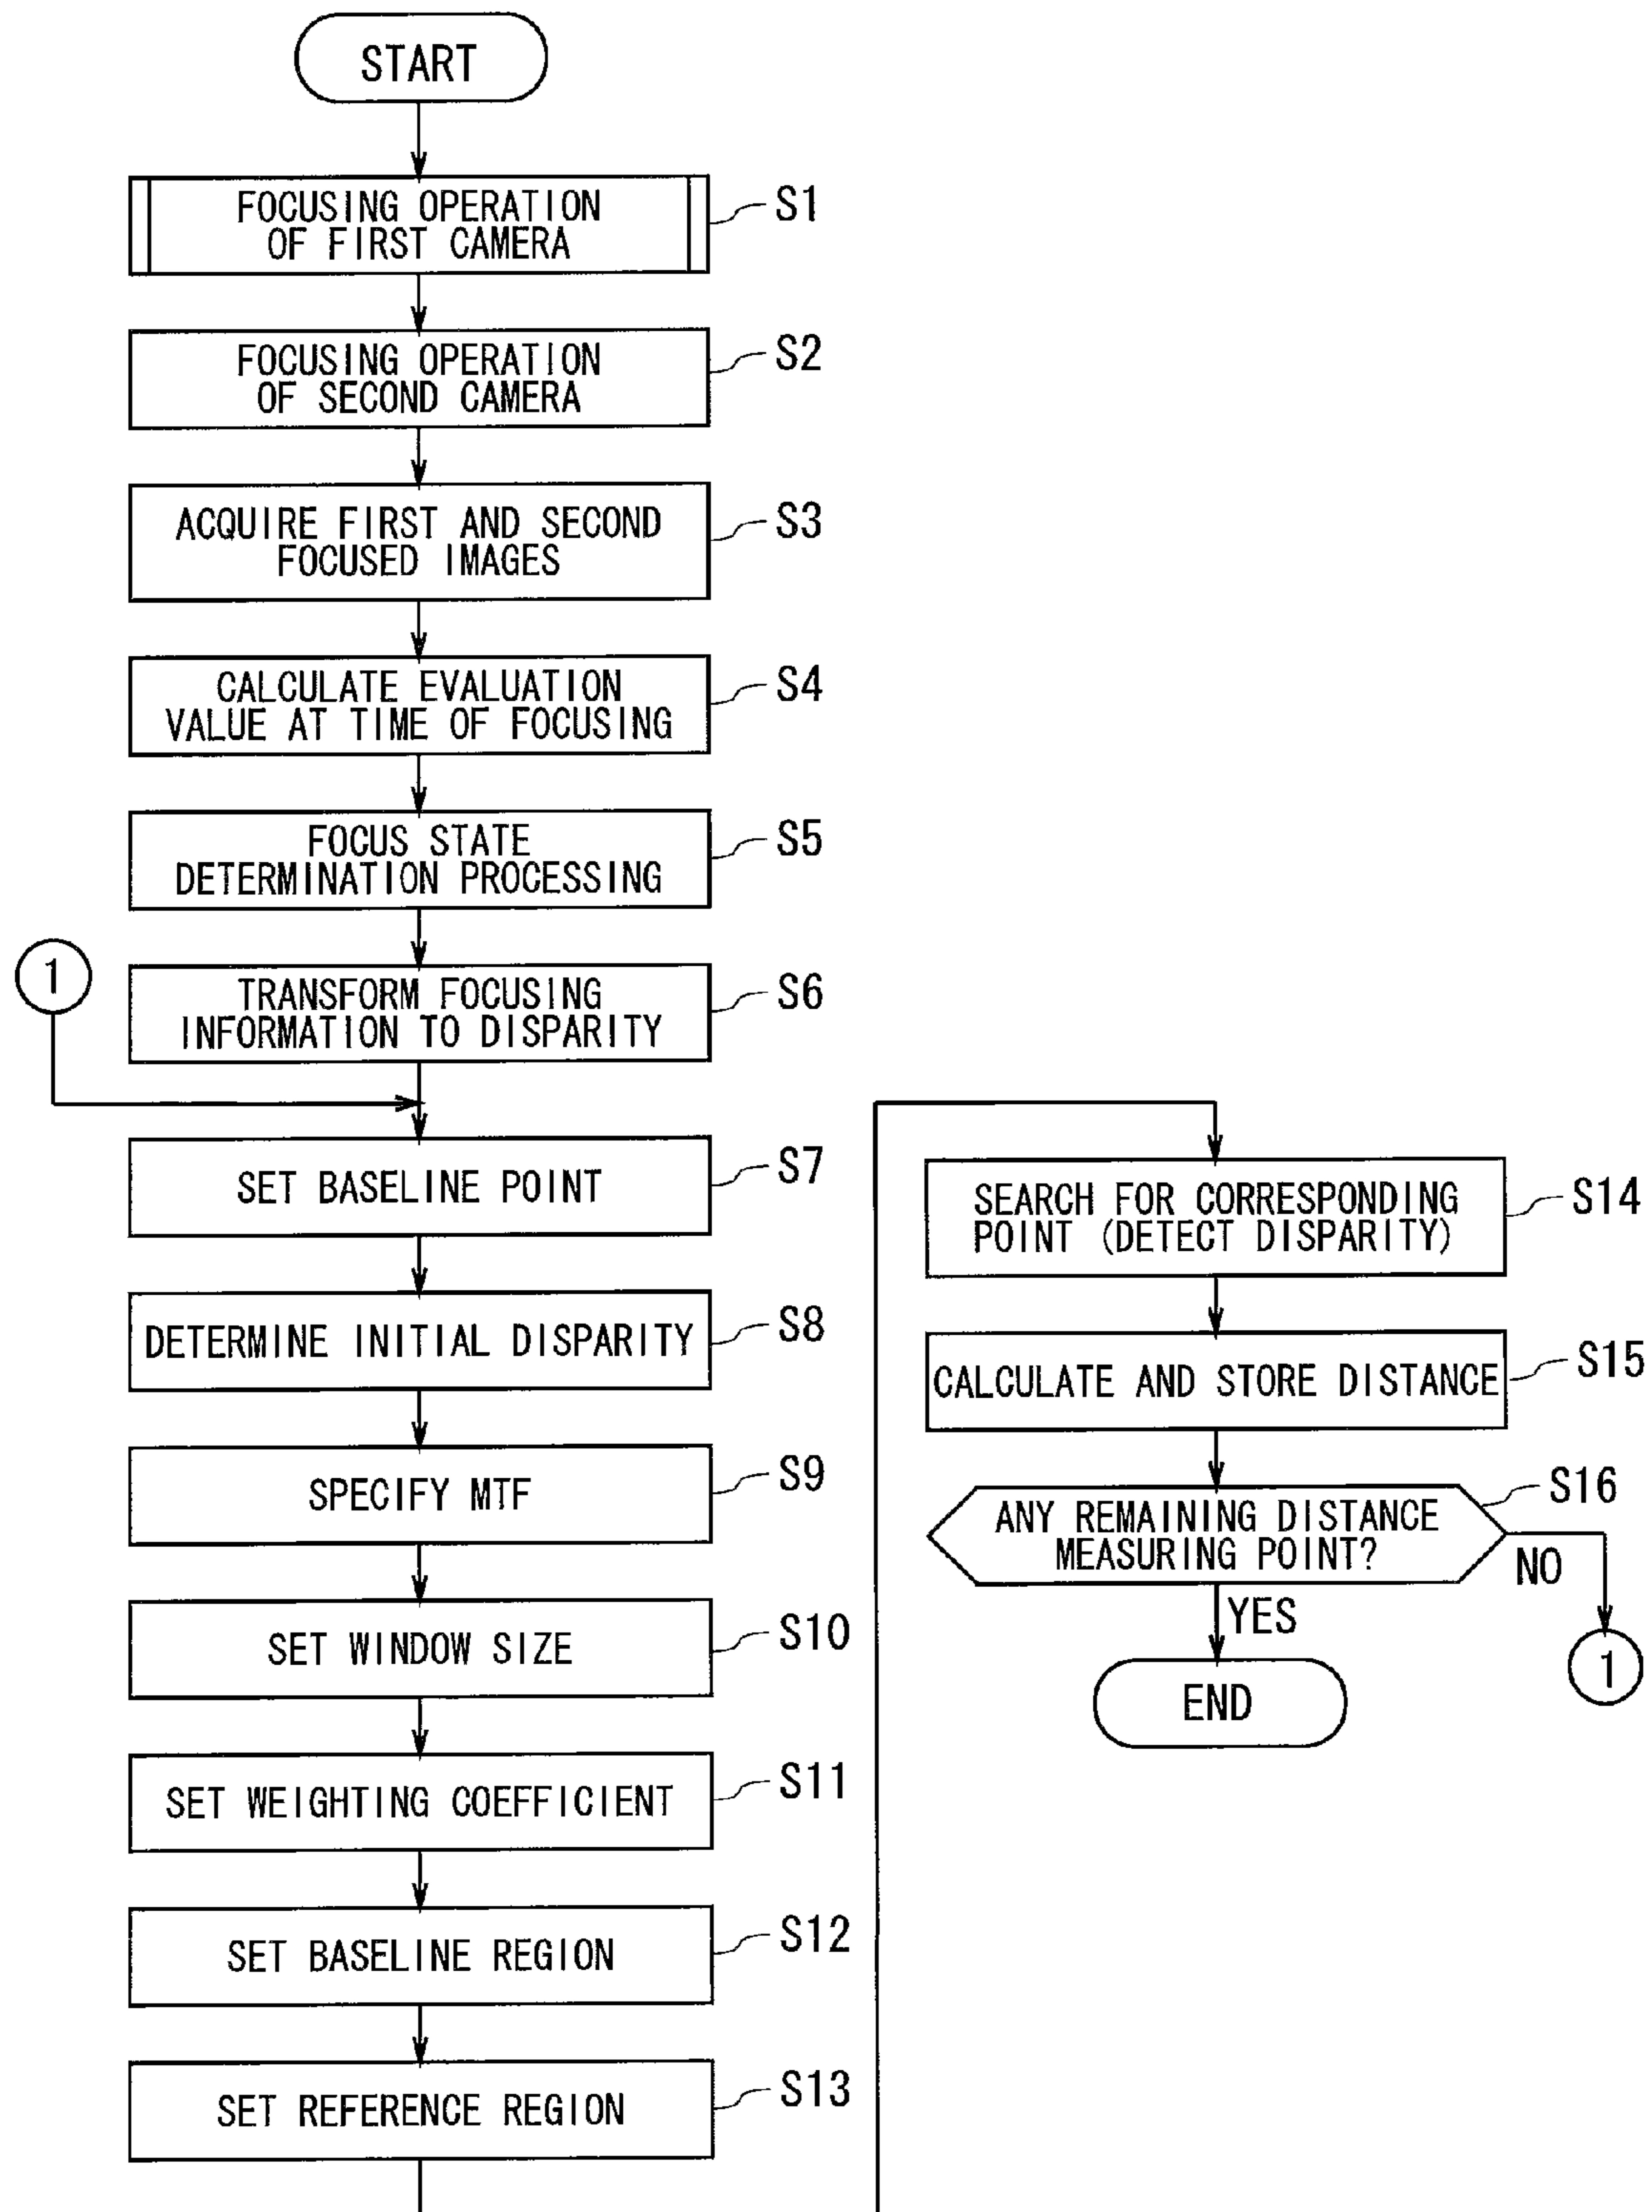 START
FOCUSING OPERATION
OF FIRST CAMERA
S1
FOCUSING OPERATION
OF SECOND CAMERA
S2
ACQUIRE FIRST AND SECOND
FOCUSED IMAGES
S3
CALCULATE EVALUATION
VALUE AT TIME OF FOCUSING
S4
FOCUS STATE
DETERMINATION PROCESSING
S5
1
TRANSFORM FOCUSING
INFORMATION TO DISPARITY
S6
SET BASELINE POINT
S7
DETERMINE INITIAL DISPARITY
S8
SPECIFY MTF
S9
SET WINDOW SIZE
S10
SET WEIGHTING COEFFICIENT
S11
SET BASELINE REGION
S12
SET REFERENCE REGION
S13
SEARCH FOR CORRESPONDING
POINT (DETECT DISPARITY)
S14
CALCULATE AND STORE DISTANCE
S15
ANY REMAINING DISTANCE
MEASURING POINT?
S16
NO
YES
1
END